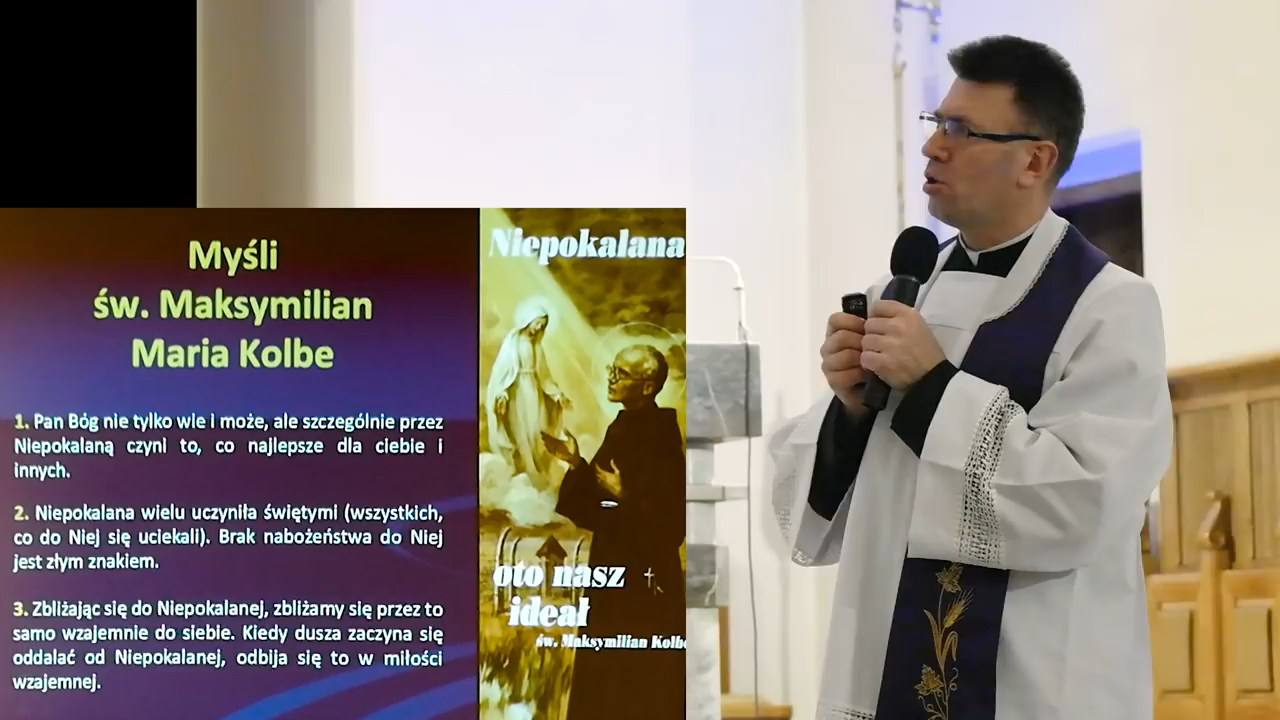 Myśli
św. Maksymilian
Maria Kolbe
1. Pan Bóg nie tylko wie i może, ale szczególnie przez
Niepokalaną czyni to, co najlepsze dla ciebie i
innych.
2. Niepokalana wielu uczyniła świętymi (wszystkich,
co do Niej się uciekali). Brak nabożeństwa do Niej
jest złym znakiem.
3. Zbliżając się do Niepokalanej, zbliżamy się przez to
samo wzajemnie do siebie. Kiedy dusza zaczyna się
oddalać od Niepokalanej, odbija się to w miłości
wzajemnej.
Niepokalana
oto nasz
ideał
św. Maksymilian Kolbe